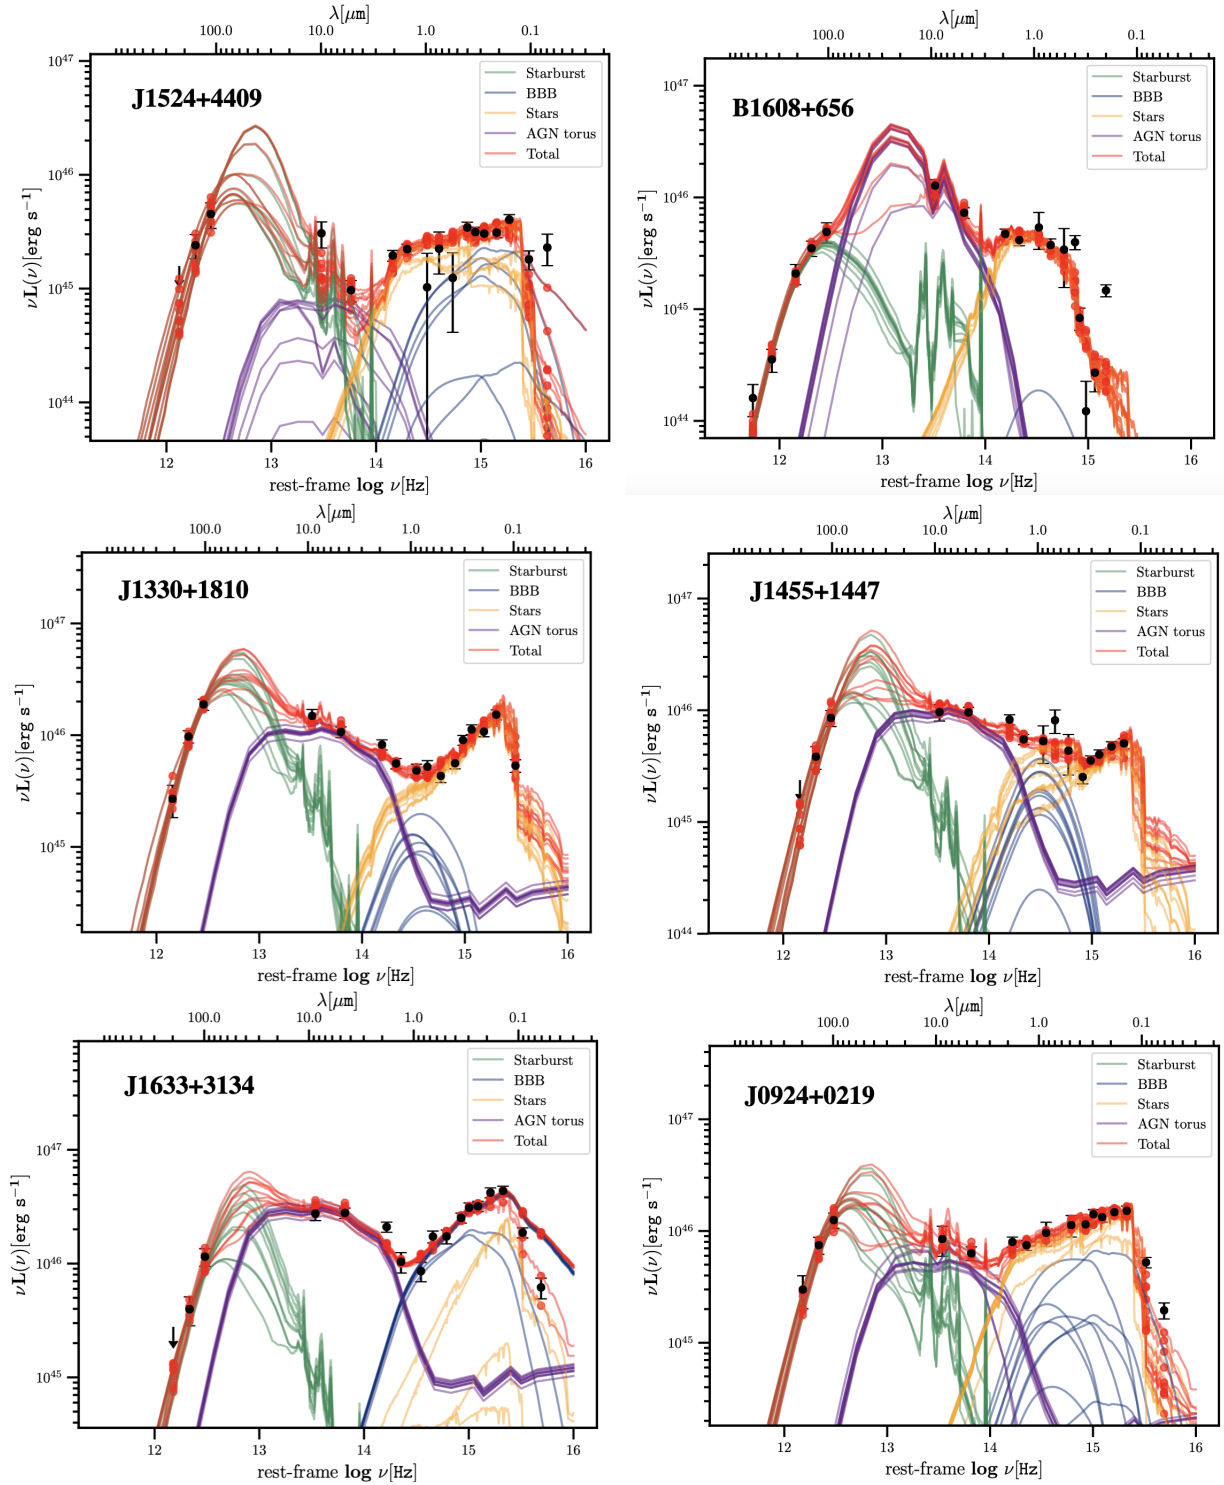 λ[μm]
100.0 10.0 1.0 0.1
J1524+4409
Starburst
BBB
Stars
AGN torus
Total
10^47
10^46
10^45
10^44
νL(ν)[erg s^−1]
12 13 14 15 16
rest-frame log ν[Hz]
λ[μm]
100.0 10.0 1.0 0.1
B1608+656
Starburst
BBB
Stars
AGN torus
Total
10^47
10^46
10^45
10^44
νL(ν)[erg s^−1]
12 13 14 15 16
rest-frame log ν[Hz]
λ[μm]
100.0 10.0 1.0 0.1
J1330+1810
Starburst
BBB
Stars
AGN torus
Total
10^47
10^46
10^45
νL(ν)[erg s^−1]
12 13 14 15 16
rest-frame log ν[Hz]
λ[μm]
100.0 10.0 1.0 0.1
J1455+1447
Starburst
BBB
Stars
AGN torus
Total
10^47
10^46
10^45
10^44
νL(ν)[erg s^−1]
12 13 14 15 16
rest-frame log ν[Hz]
λ[μm]
100.0 10.0 1.0 0.1
J1633+3134
Starburst
BBB
Stars
AGN torus
Total
10^47
10^46
10^45
νL(ν)[erg s^−1]
12 13 14 15 16
rest-frame log ν[Hz]
λ[μm]
100.0 10.0 1.0 0.1
J0924+0219
Starburst
BBB
Stars
AGN torus
Total
10^47
10^46
10^45
νL(ν)[erg s^−1]
12 13 14 15 16
rest-frame log ν[Hz]